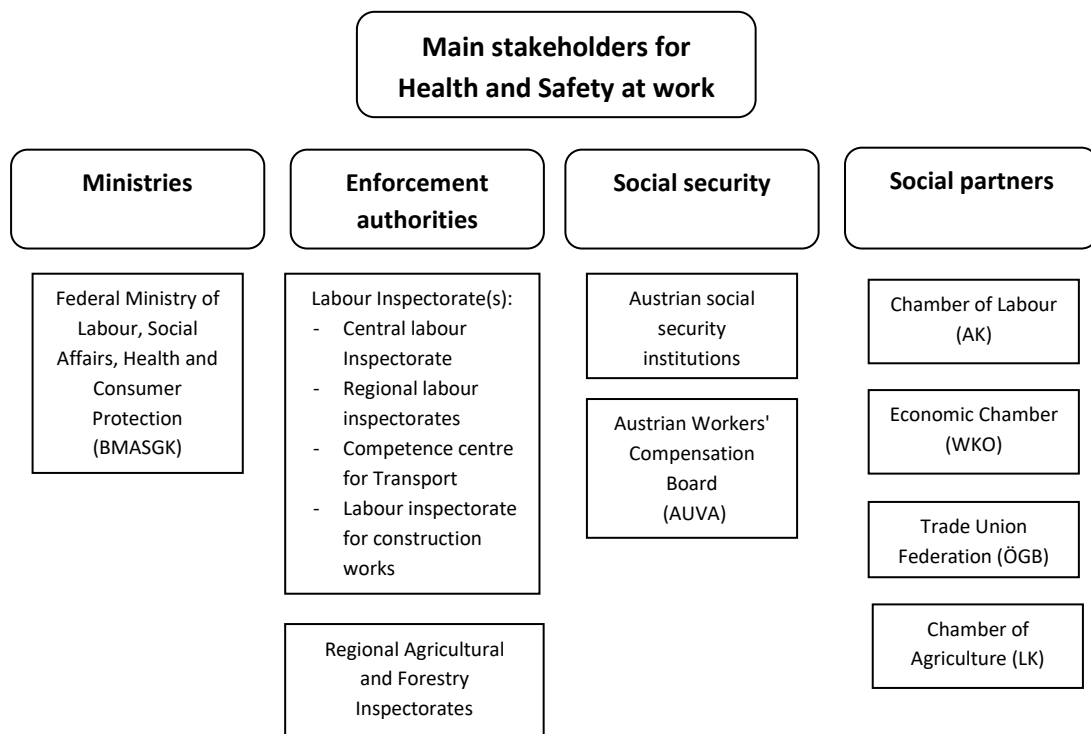 Main stakeholders for
Health and Safety at work
Ministries
Enforcement
authorities
Social security
Social partners
Federal Ministry of
Labour, Social
Affairs, Health and
Consumer
Protection
(BMASGK)
Labour Inspectorate(s):
- Central labour
Inspectorate
- Regional labour
inspectorates
- Competence centre
for Transport
- Labour inspectorate
for construction
works
Regional Agricultural
and Forestry
Inspectorates
Austrian social
security
institutions
Austrian Workers'
Compensation
Board
(AUVA)
Chamber of Labour
(AK)
Economic Chamber
(WKO)
Trade Union
Federation (ÖGB)
Chamber of
Agriculture (LK)